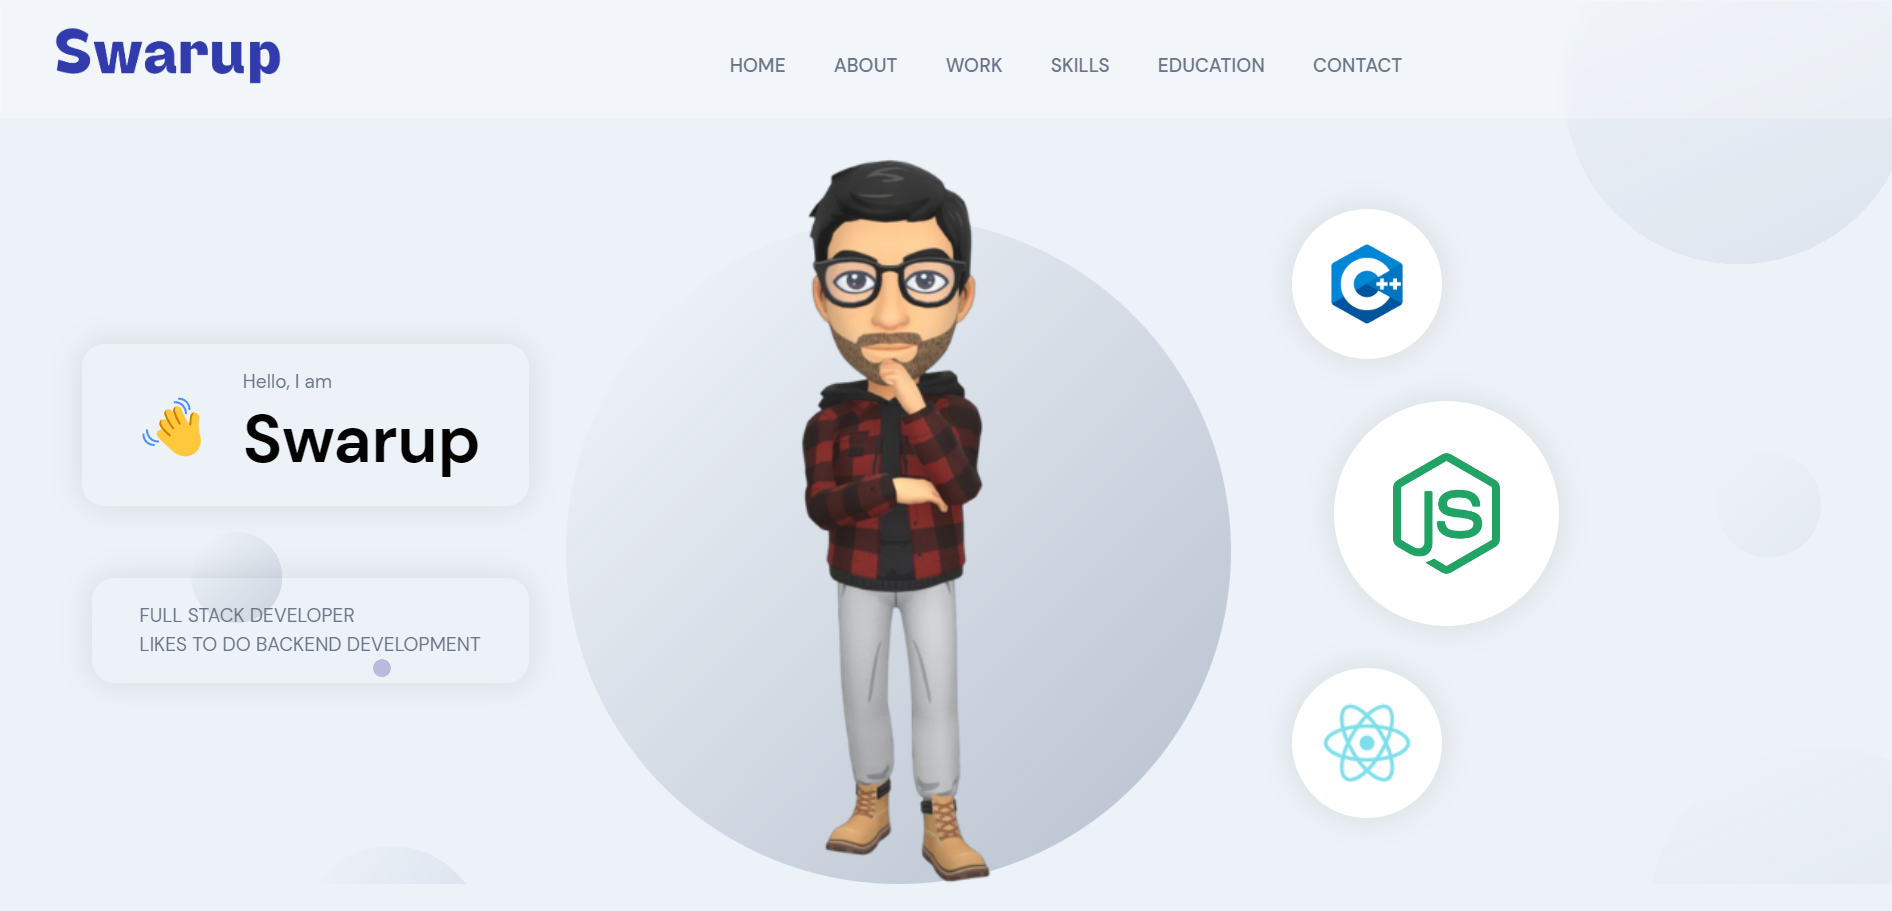 Swarup
HOME ABOUT WORK SKILLS EDUCATION CONTACT
Hello, I am
Swarup
FULL STACK DEVELOPER
LIKES TO DO BACKEND DEVELOPMENT
C++
JS